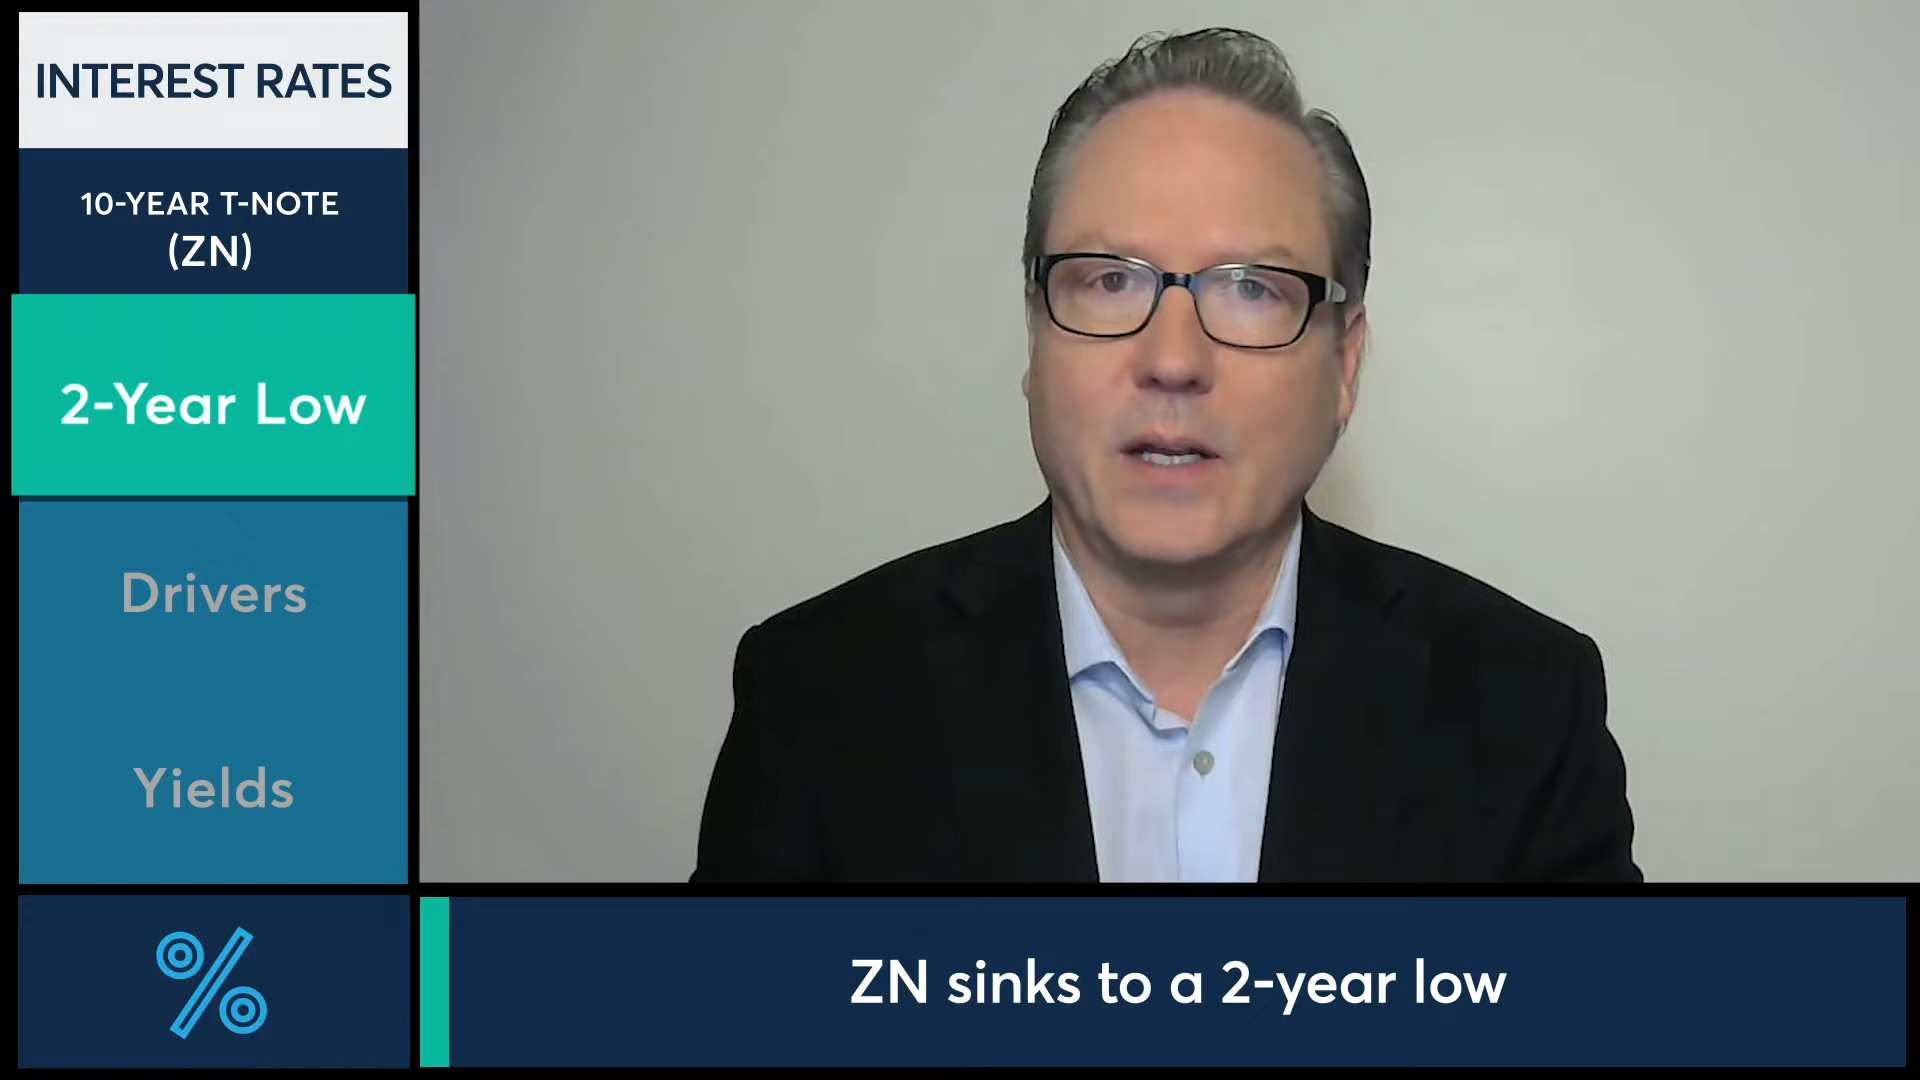 INTEREST RATES
10-YEAR T-NOTE
(ZN)
2-Year Low
Drivers
Yields
%
ZN sinks to a 2-year low